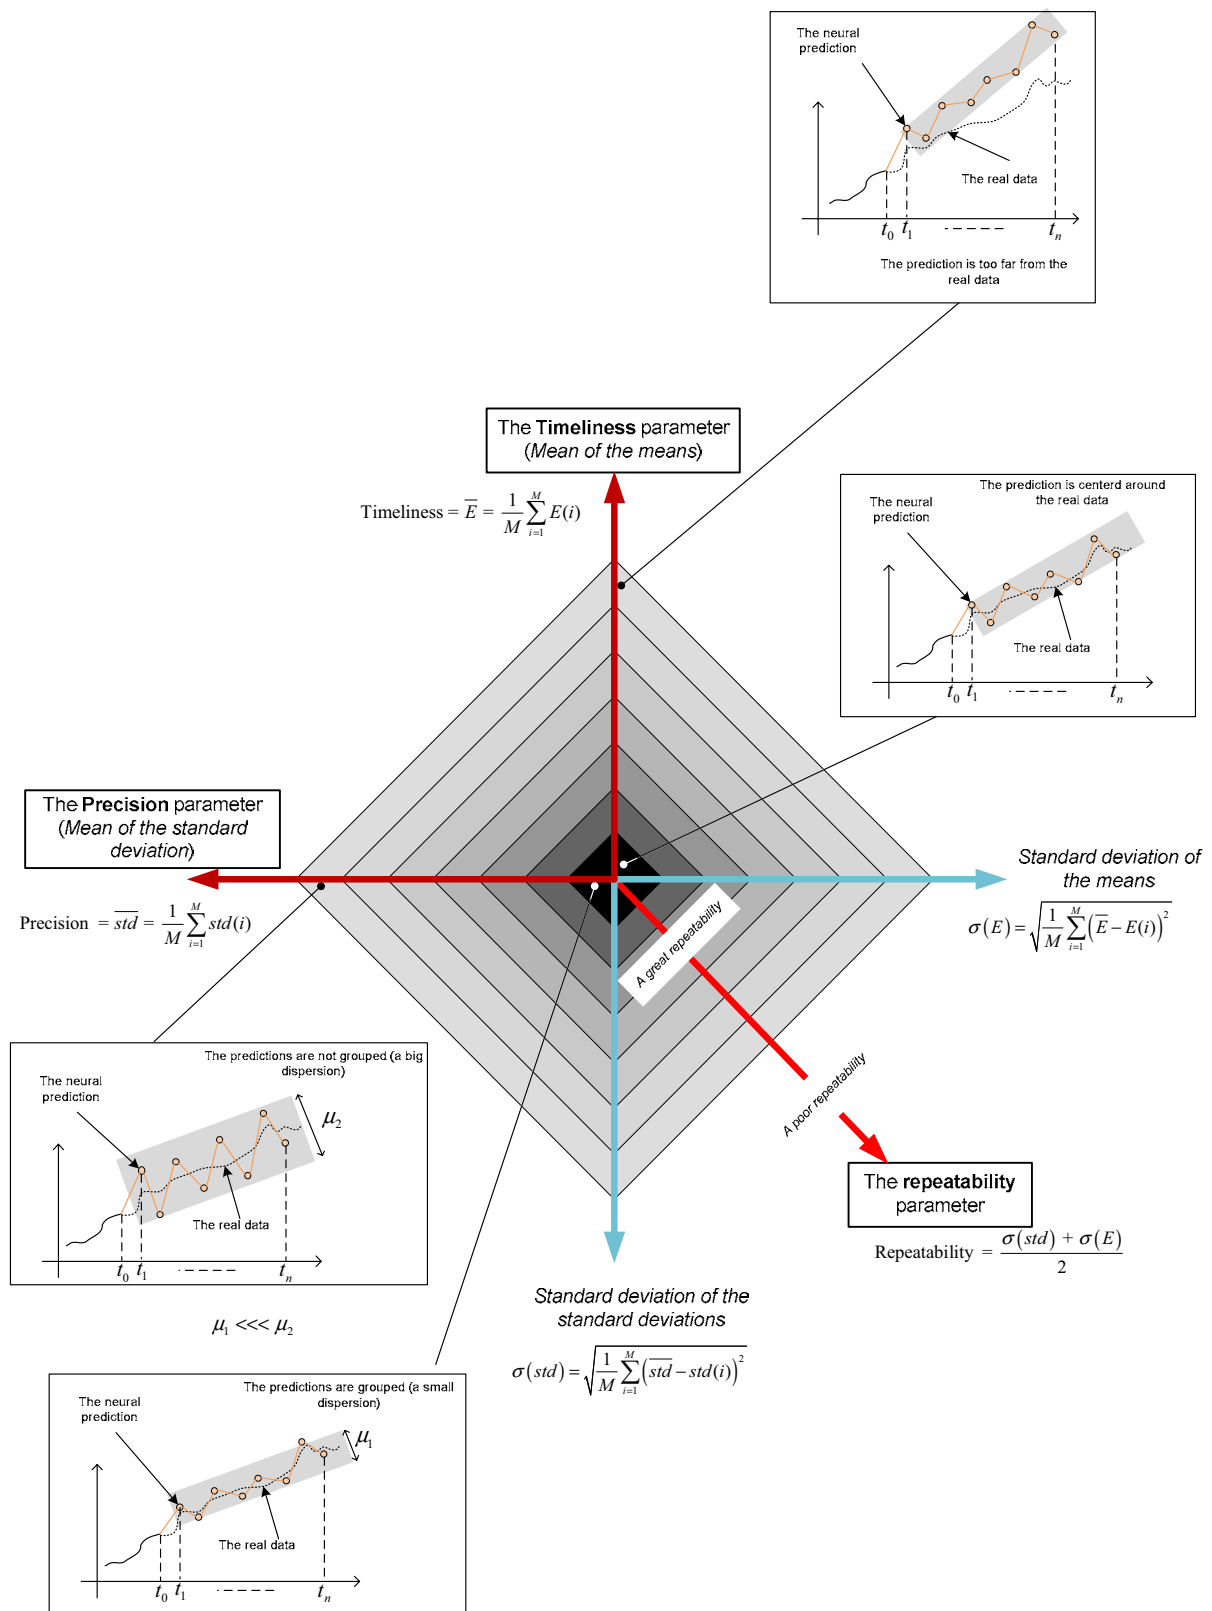 The neural
prediction
The real data
t₀ t₁ tₙ
The prediction is too far from the
real data
The Timeliness parameter
(Mean of the means)
Timeliness = E̅ = 1/M ∑_{i=1}^{M} E(i)
The prediction is centerd around
the real data
The neural
prediction
The real data
t₀ t₁ tₙ
The Precision parameter
(Mean of the standard
deviation)
Precision = \overline{std} = 1/M ∑_{i=1}^{M} std(i)
Standard deviation of
the means
σ(E) = √(1/M ∑_{i=1}^{M} (E̅ − E(i))²)
A great repeatability
A poor repeatability
The predictions are not grouped (a big
dispersion)
The neural
prediction
μ₂
The real data
t₀ t₁ tₙ
The repeatability
parameter
Repeatability = (σ(std) + σ(E))/2
μ₁ <<< μ₂
Standard deviation of the
standard deviations
σ(std) = √(1/M ∑_{i=1}^{M} (\overline{std} − std(i))²)
The predictions are grouped (a small
dispersion)
The neural
prediction
μ₁
The real data
t₀ t₁ tₙ